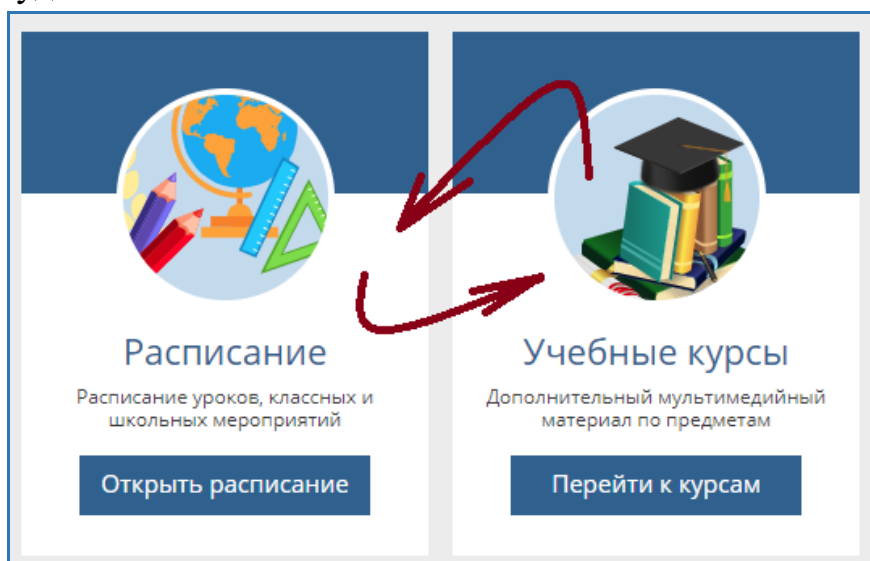 Расписание
Расписание уроков, классных и
школьных мероприятий
Открыть расписание
Учебные курсы
Дополнительный мультимедийный
материал по предметам
Перейти к курсам